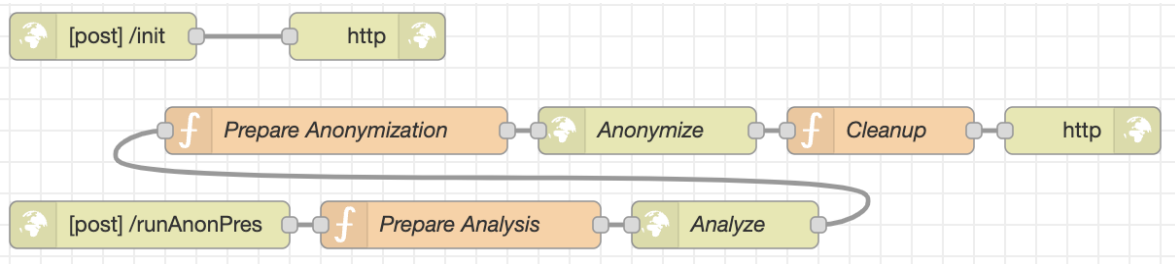 [post] /init
http
Prepare Anonymization
Anonymize
Cleanup
http
[post] /runAnonPres
Prepare Analysis
Analyze